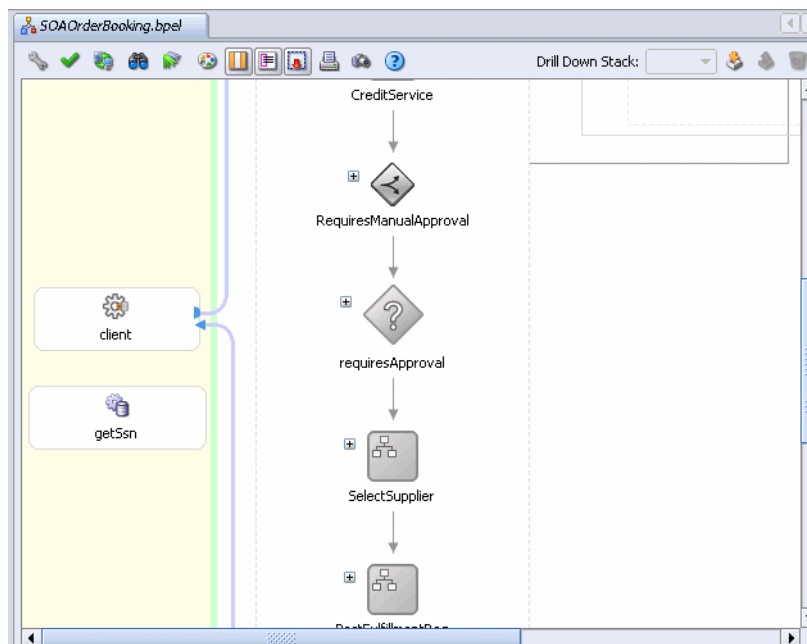 SOAOrderBooking.bpel
Drill Down Stack:
CreditService
RequiresManualApproval
requiresApproval
client
getSsn
SelectSupplier